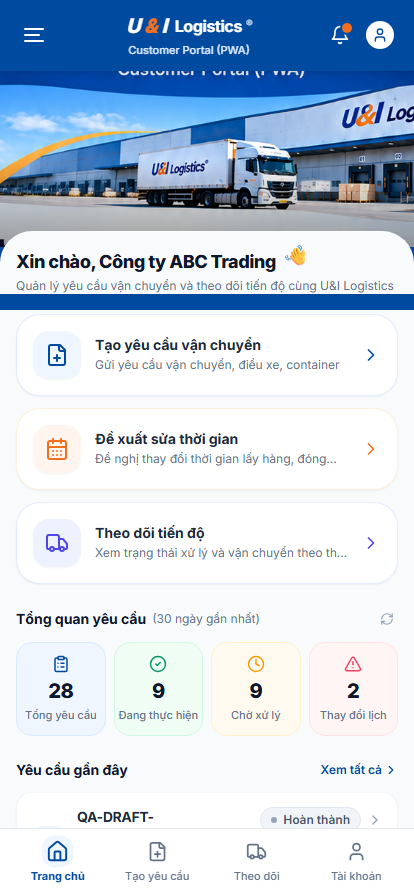 U&I Logistics®
Customer Portal (PWA)
Customer Portal (PWA)
U&I Log
U&I Logistics®
Xin chào, Công ty ABC Trading 👋
Quản lý yêu cầu vận chuyển và theo dõi tiến độ cùng U&I Logistics
Tạo yêu cầu vận chuyển
Gửi yêu cầu vận chuyển, điều xe, container
Đề xuất sửa thời gian
Đề nghị thay đổi thời gian lấy hàng, đóng...
Theo dõi tiến độ
Xem trạng thái xử lý và vận chuyển theo th...
Tổng quan yêu cầu (30 ngày gần nhất)
28
Tổng yêu cầu
9
Đang thực hiện
9
Chờ xử lý
2
Thay đổi lịch
Yêu cầu gần đây
Xem tất cả
QA-DRAFT-
Hoàn thành
Trang chủ
Tạo yêu cầu
Theo dõi
Tài khoản